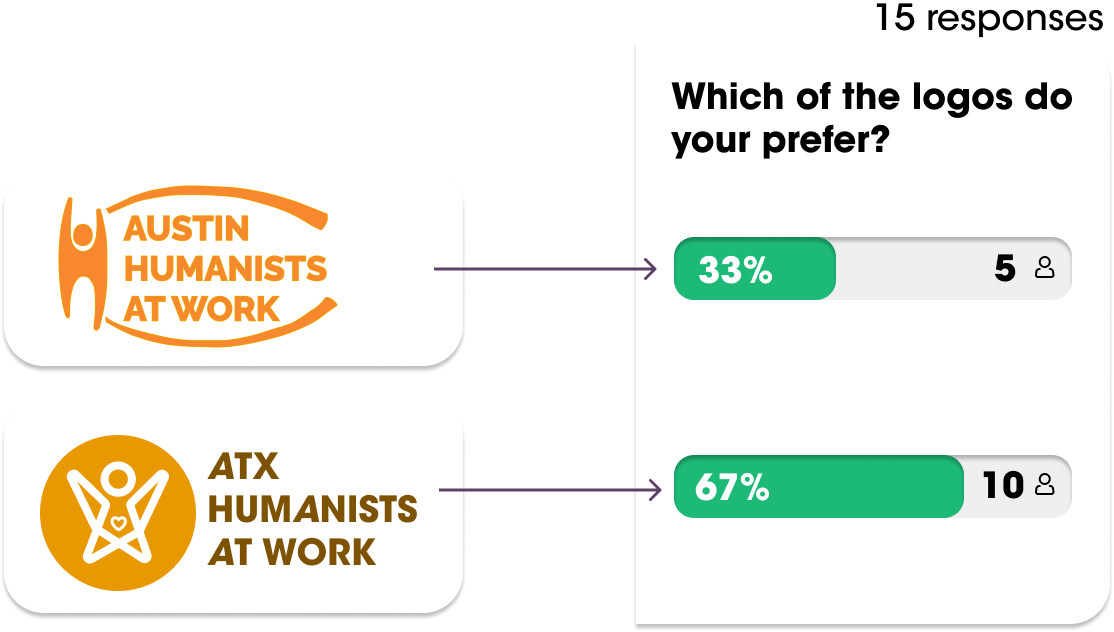 15 responses
Which of the logos do
your prefer?
AUSTIN
HUMANISTS
AT WORK
33%
5
ATX
HUMANISTS
AT WORK
67%
10